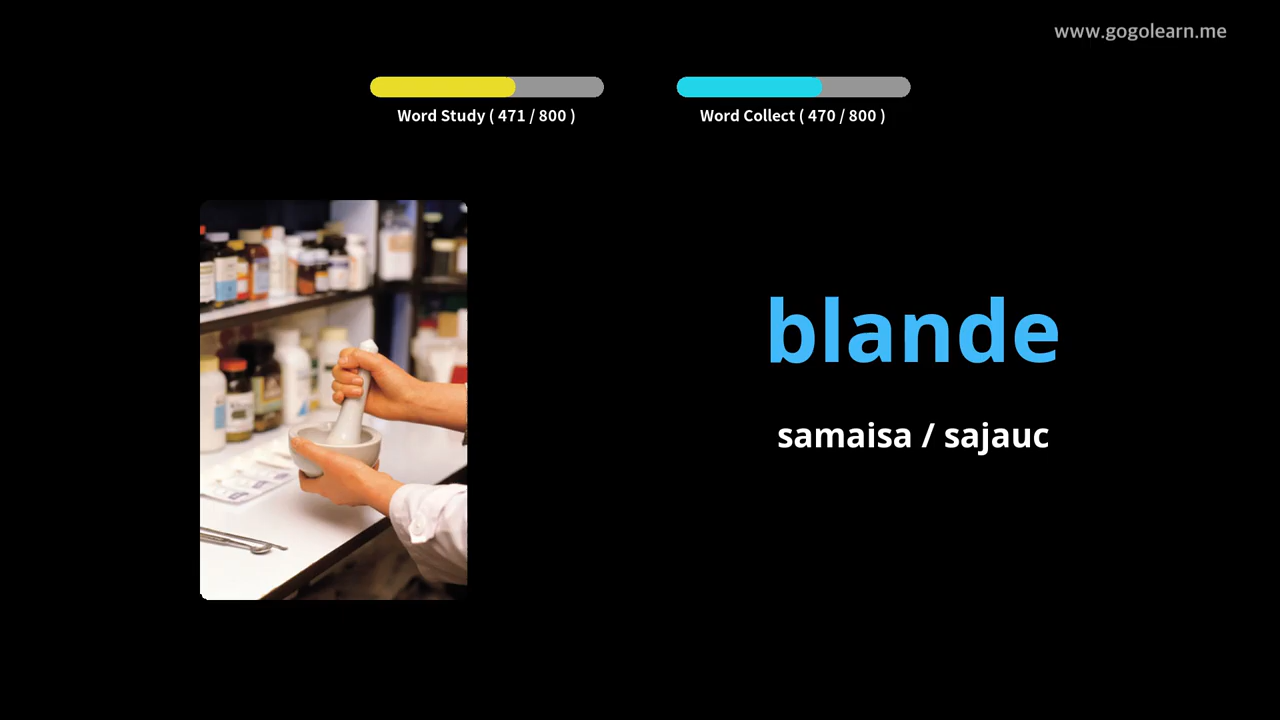 www.gogolearn.me
Word Study ( 471 / 800 )
Word Collect ( 470 / 800 )
blande
samaisa / sajauc